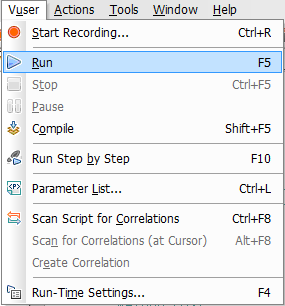 Vuser Actions Tools Window Help
Start Recording... Ctrl+R
Run F5
Stop Ctrl+F5
Pause
Compile Shift+F5
Run Step by Step F10
Parameter List... Ctrl+L
Scan Script for Correlations Ctrl+F8
Scan for Correlations (at Cursor) Alt+F8
Create Correlation
Run-Time Settings... F4